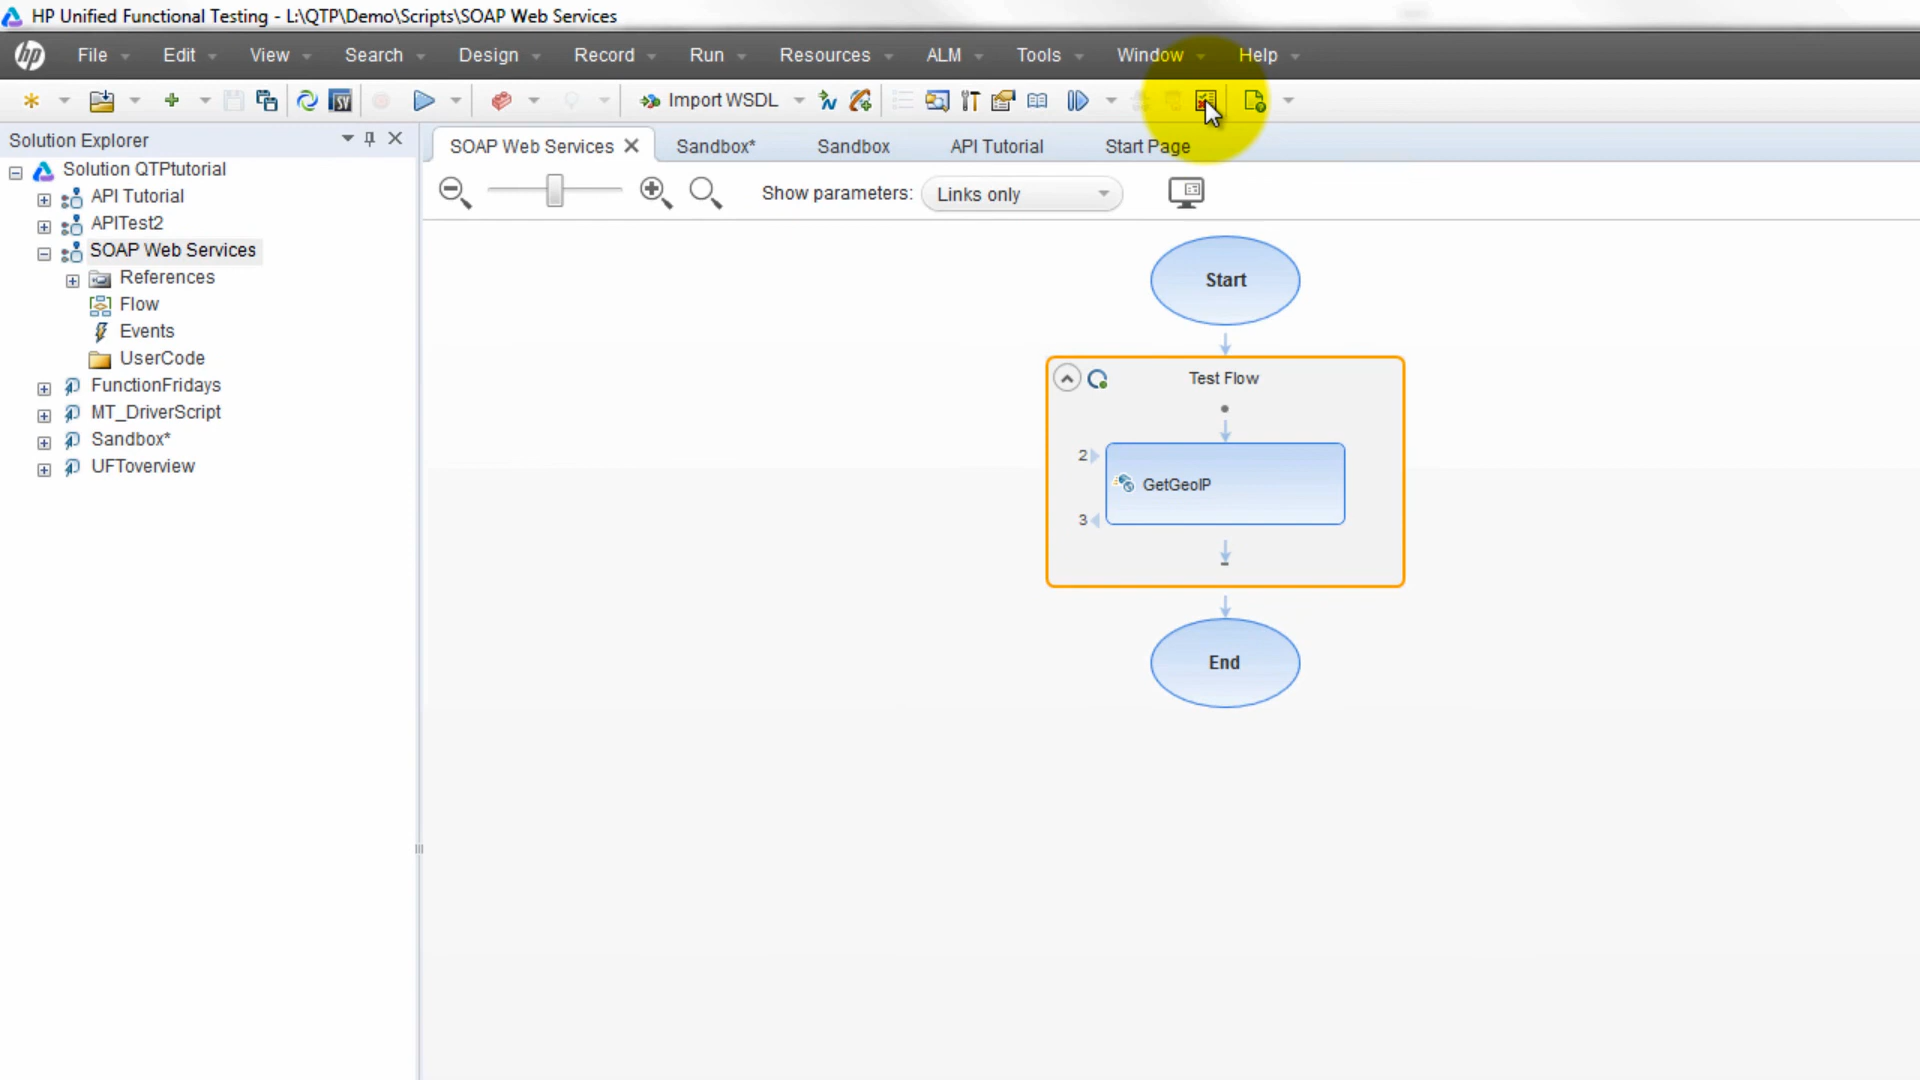 HP Unified Functional Testing - L:\QTP\Demo\Scripts\SOAP Web Services
hp File Edit View Search Design Record Run Resources ALM Tools Window Help
SV Import WSDL
Solution Explorer
SOAP Web Services Sandbox* Sandbox API Tutorial Start Page
Solution QTPtutorial
API Tutorial
APITest2
SOAP Web Services
References
Flow
Events
UserCode
FunctionFridays
MT_DriverScript
Sandbox*
UFToverview
Show parameters: Links only
Start
Test Flow
2
GetGeoIP
3
End